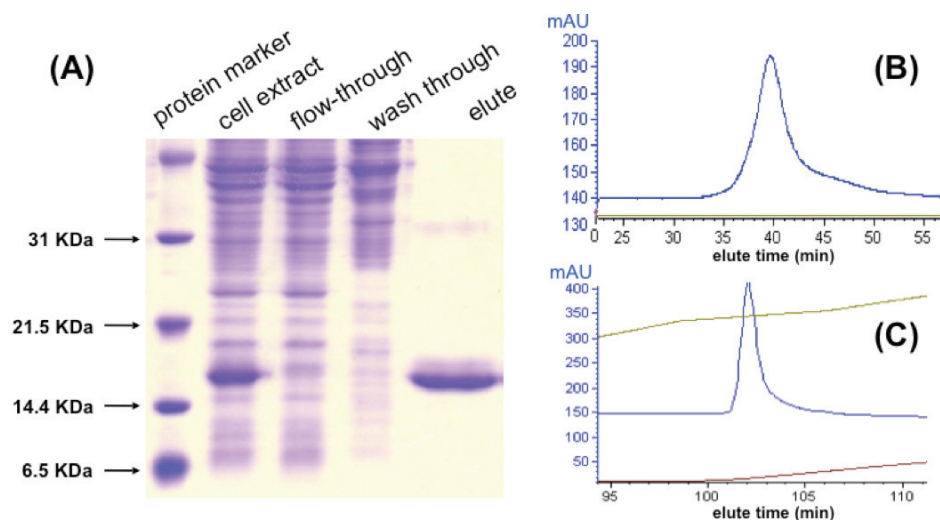 (A)
protein marker
cell extract
flow-through
wash through
elute
31 KDa
21.5 KDa
14.4 KDa
6.5 KDa
mAU
(B)
200
190
180
170
160
150
140
130
0 25 30 35 40 45 50 55
elute time (min)
mAU
(C)
400
350
300
250
200
150
100
50
95 100 105 110
elute time (min)